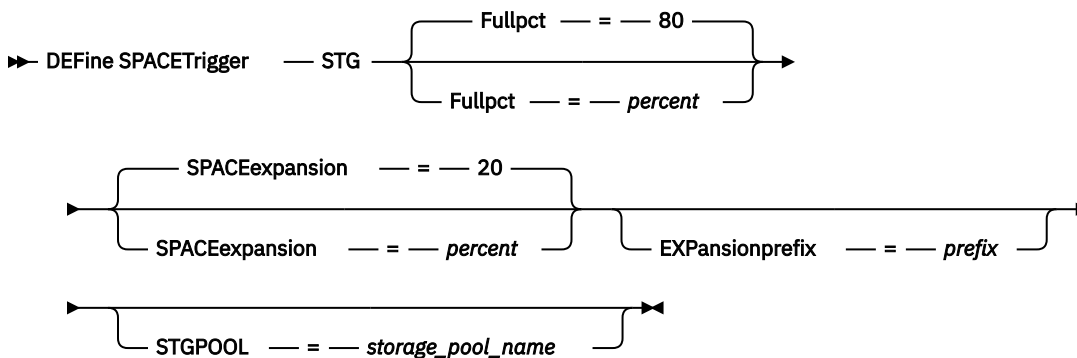 Fullpct = 80
DEFine SPACETrigger STG
Fullpct = percent
SPACEexpansion = 20
SPACEexpansion = percent EXPansionprefix = prefix
STGPOOL = storage_pool_name